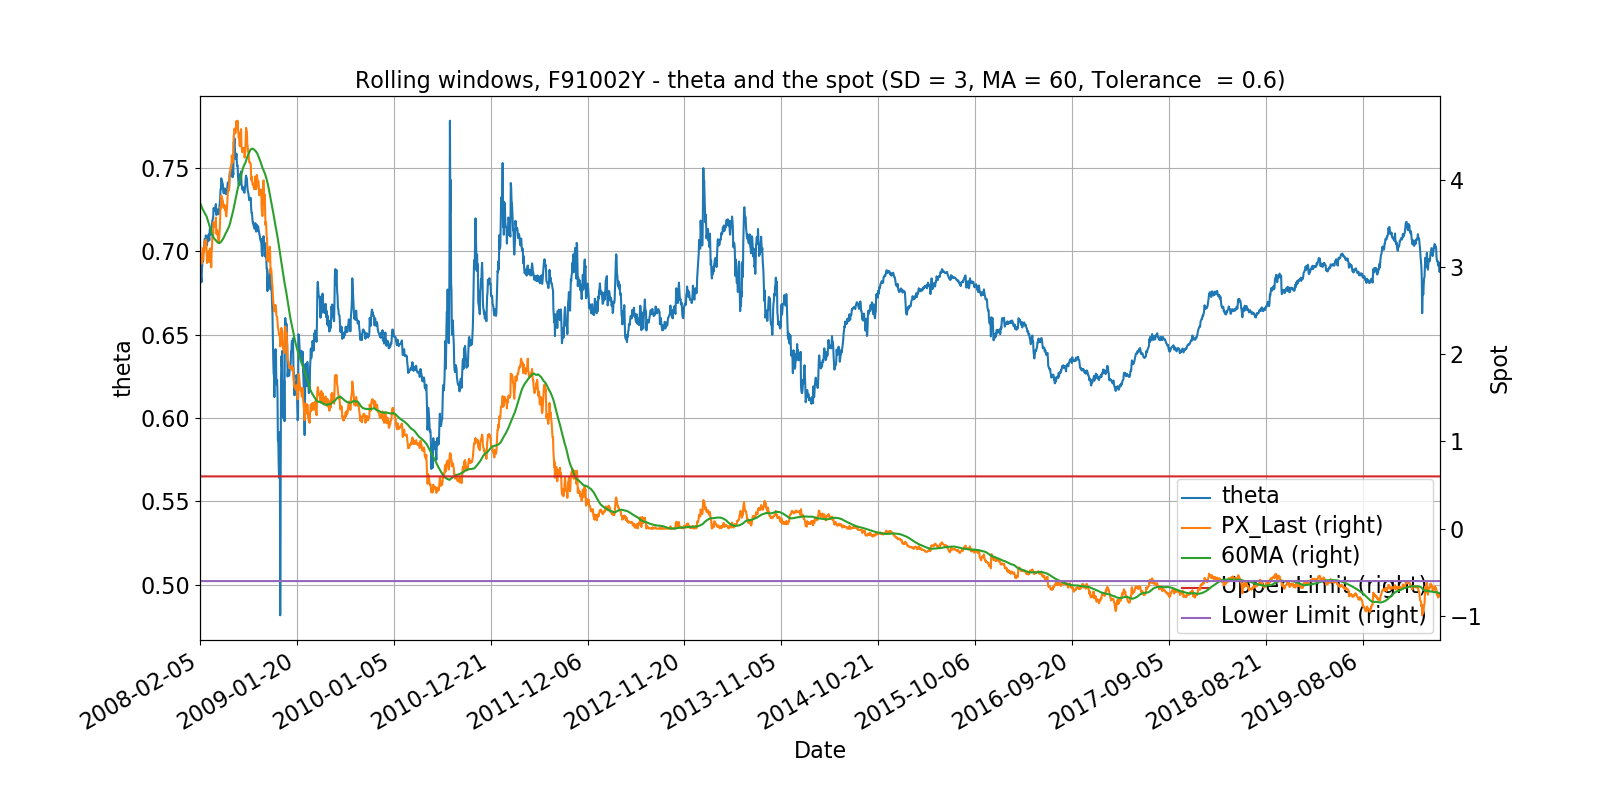 Rolling windows, F91002Y - theta and the spot (SD = 3, MA = 60, Tolerance  = 0.6)
0.75
0.70
0.65
0.60
0.55
0.50
theta
4
3
2
1
0
−1
Spot
theta
PX_Last (right)
60MA (right)
Upper Limit (right)
Lower Limit (right)
2008-02-05
2009-01-20
2010-01-05
2010-12-21
2011-12-06
2012-11-20
2013-11-05
2014-10-21
2015-10-06
2016-09-20
2017-09-05
2018-08-21
2019-08-06
Date